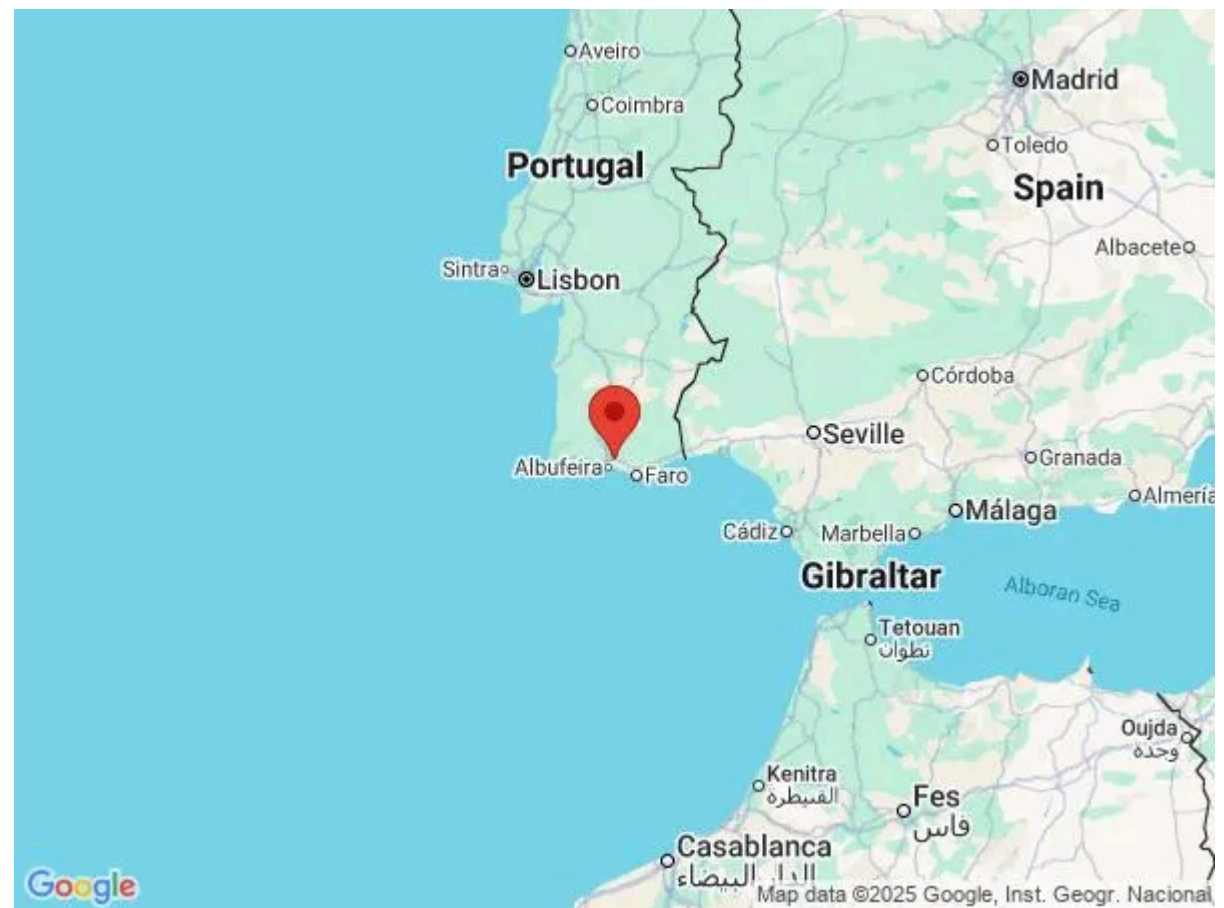 Aveiro
Coimbra
Madrid
Toledo
Portugal
Spain
Albacete
Sintra
Lisbon
Córdoba
Seville
Granada
Albufeira
Faro
Almería
Málaga
Cádiz
Marbella
Gibraltar
Alboran Sea
Tetouan
تطوان
Oujda
وجدة
Kenitra
القنيطرة
Fes
فاس
Casablanca
الدار البيضاء
Google
Map data ©2025 Google, Inst. Geogr. Nacional